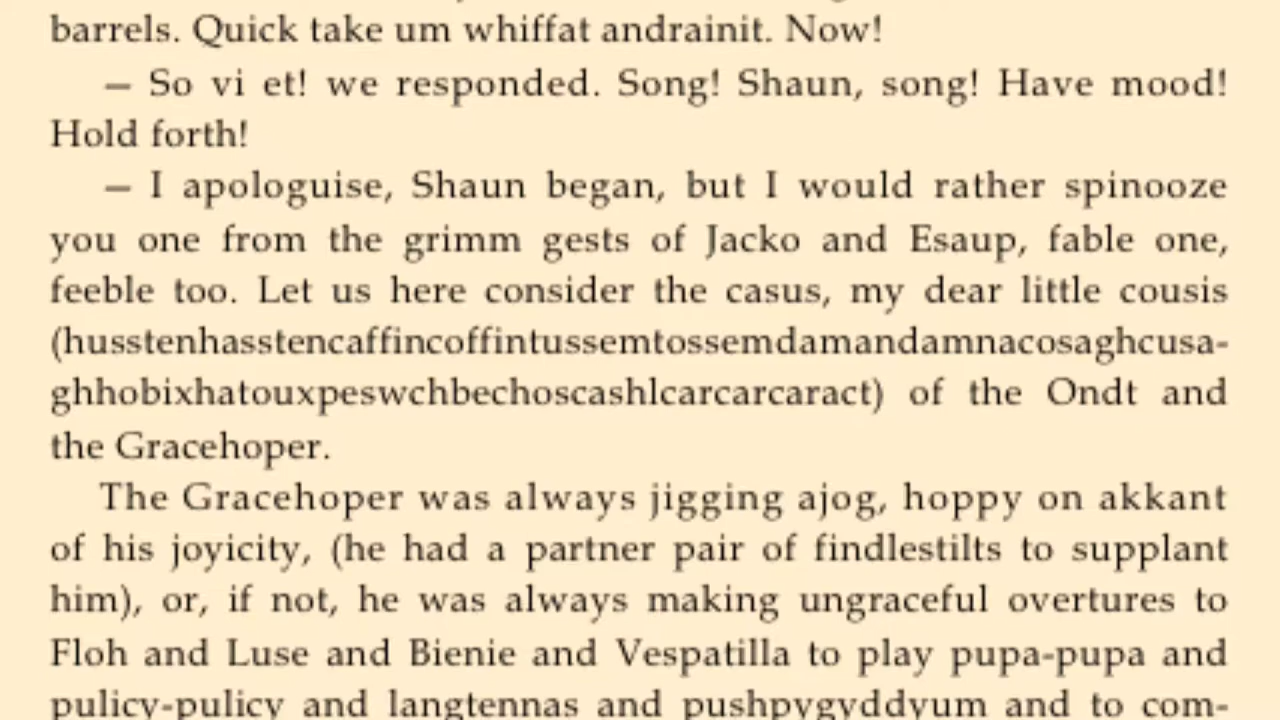 barrels. Quick take um whiffat andrainit. Now!
— So vi et! we responded. Song! Shaun, song! Have mood!
Hold forth!
— I apologuise, Shaun began, but I would rather spinooze
you one from the grimm gests of Jacko and Esaup, fable one,
feeble too. Let us here consider the casus, my dear little cousis
(husstenhasstencaffincoffintussemtossemdamandamnacosaghcusa-
ghhobixhatouxpeswchbechoscashlcarcarcaract) of the Ondt and
the Gracehoper.
The Gracehoper was always jigging ajog, hoppy on akkant
of his joyicity, (he had a partner pair of findlestilts to supplant
him), or, if not, he was always making ungraceful overtures to
Floh and Luse and Bienie and Vespatilla to play pupa-pupa and
pulicy-pulicy and langtennas and pushpygyddyum and to com-